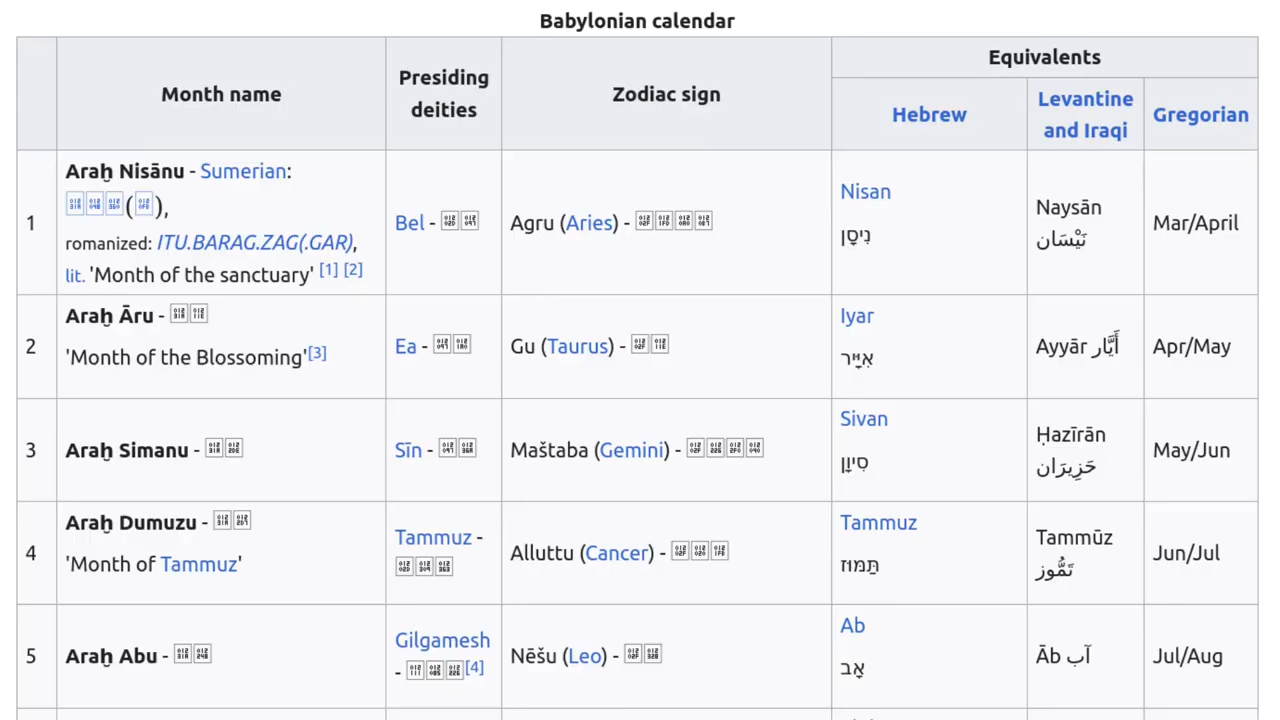 Babylonian calendar
Month name
Presiding
deities
Zodiac sign
Equivalents
Hebrew
Levantine
and Iraqi
Gregorian
1
Araḫ Nisānu - Sumerian:
( ),
romanized: ITU.BARAG.ZAG(.GAR),
lit. 'Month of the sanctuary' [1] [2]
Bel -
Agru (Aries) -
Nisan
נִיסָן
Naysān
نَيْسَان
Mar/April
2
Araḫ Āru -
'Month of the Blossoming'[3]
Ea -
Gu (Taurus) -
Iyar
אִייָר
Ayyār أَيَّار
Apr/May
3
Araḫ Simanu -
Sīn -
Maštaba (Gemini) -
Sivan
סִיוָן
Ḥazīrān
حَزِيرَان
May/Jun
4
Araḫ Dumuzu -
'Month of Tammuz'
Tammuz -
Alluttu (Cancer) -
Tammuz
תַּמּוּז
Tammūz
تَمُّوز
Jun/Jul
5
Araḫ Abu -
Gilgamesh
- [4]
Nēšu (Leo) -
Ab
אָב
Āb آب
Jul/Aug